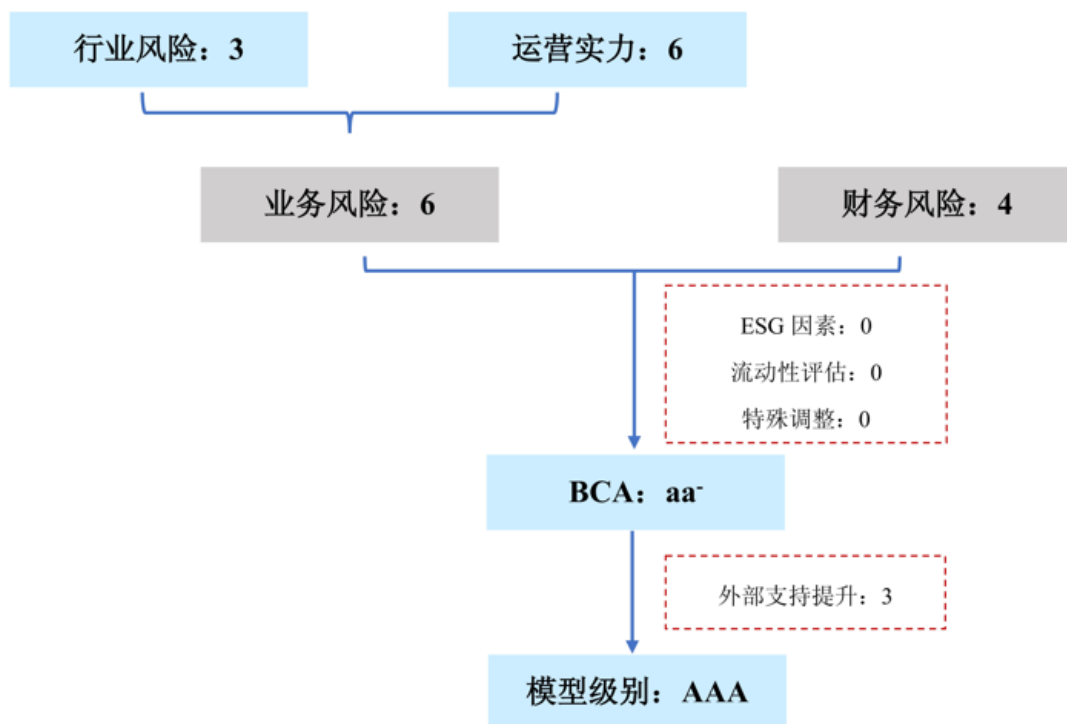 行业风险：3
运营实力：6
业务风险：6
财务风险：4
ESG 因素：0
流动性评估：0
特殊调整：0
BCA：aa-
外部支持提升：3
模型级别：AAA